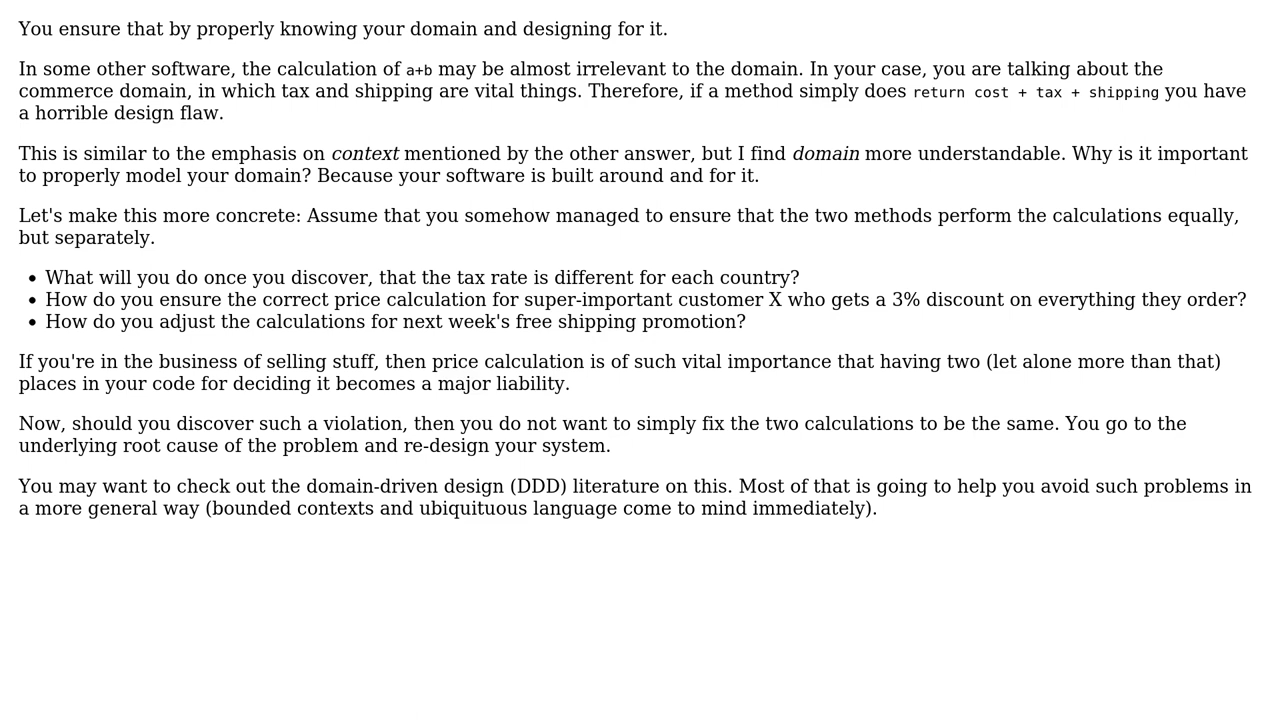 You ensure that by properly knowing your domain and designing for it.
In some other software, the calculation of a+b may be almost irrelevant to the domain. In your case, you are talking about the
commerce domain, in which tax and shipping are vital things. Therefore, if a method simply does return cost + tax + shipping you have
a horrible design flaw.
This is similar to the emphasis on context mentioned by the other answer, but I find domain more understandable. Why is it important
to properly model your domain? Because your software is built around and for it.
Let's make this more concrete: Assume that you somehow managed to ensure that the two methods perform the calculations equally,
but separately.
• What will you do once you discover, that the tax rate is different for each country?
• How do you ensure the correct price calculation for super-important customer X who gets a 3% discount on everything they order?
• How do you adjust the calculations for next week's free shipping promotion?
If you're in the business of selling stuff, then price calculation is of such vital importance that having two (let alone more than that)
places in your code for deciding it becomes a major liability.
Now, should you discover such a violation, then you do not want to simply fix the two calculations to be the same. You go to the
underlying root cause of the problem and re-design your system.
You may want to check out the domain-driven design (DDD) literature on this. Most of that is going to help you avoid such problems in
a more general way (bounded contexts and ubiquituous language come to mind immediately).